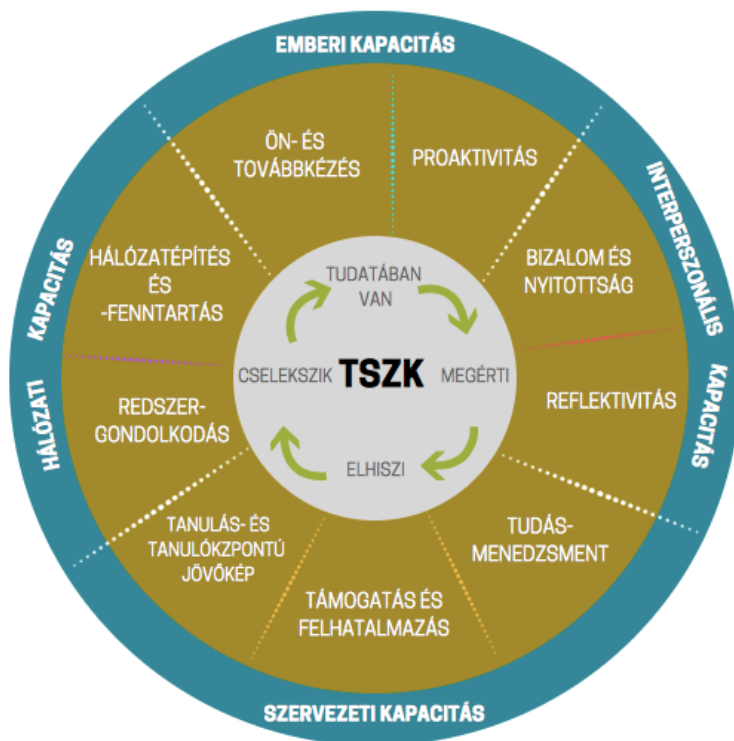 EMBERI KAPACITÁS
ÖN- ÉS
TOVÁBBKÉZÉS
PROAKTIVITÁS
INTERPERSZONÁLIS
KAPACITÁS
BIZALOM ÉS
NYITOTTSÁG
REFLEKTIVITÁS
TUDÁS-
MENEDZSMENT
SZERVEZETI KAPACITÁS
TÁMOGATÁS ÉS
FELHATALMAZÁS
TANULÁS- ÉS
TANULÓKZPONTÚ
JÖVŐKÉP
HÁLÓZATI
KAPACITÁS
REDSZER-
GONDOLKODÁS
HÁLÓZATÉPÍTÉS
ÉS
-FENNTARTÁS
TUDATÁBAN
VAN
CSELEKSZIK
TSZK
MEGÉRTI
ELHISZI